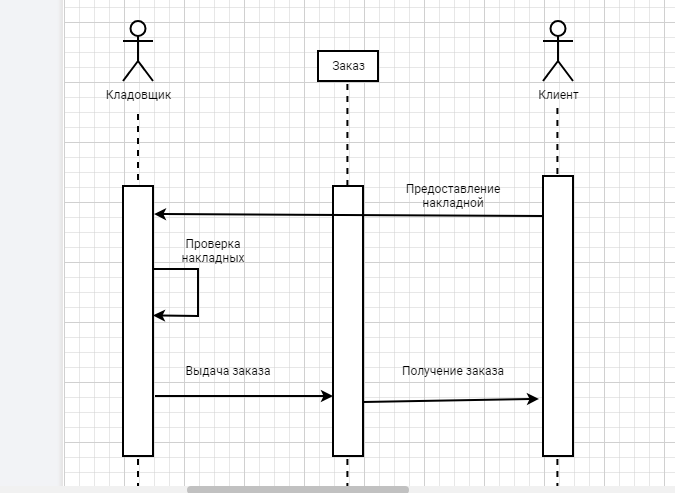 Заказ
Кладовщик
Клиент
Предоставление
накладной
Проверка
накладных
Выдача заказа
Получение заказа